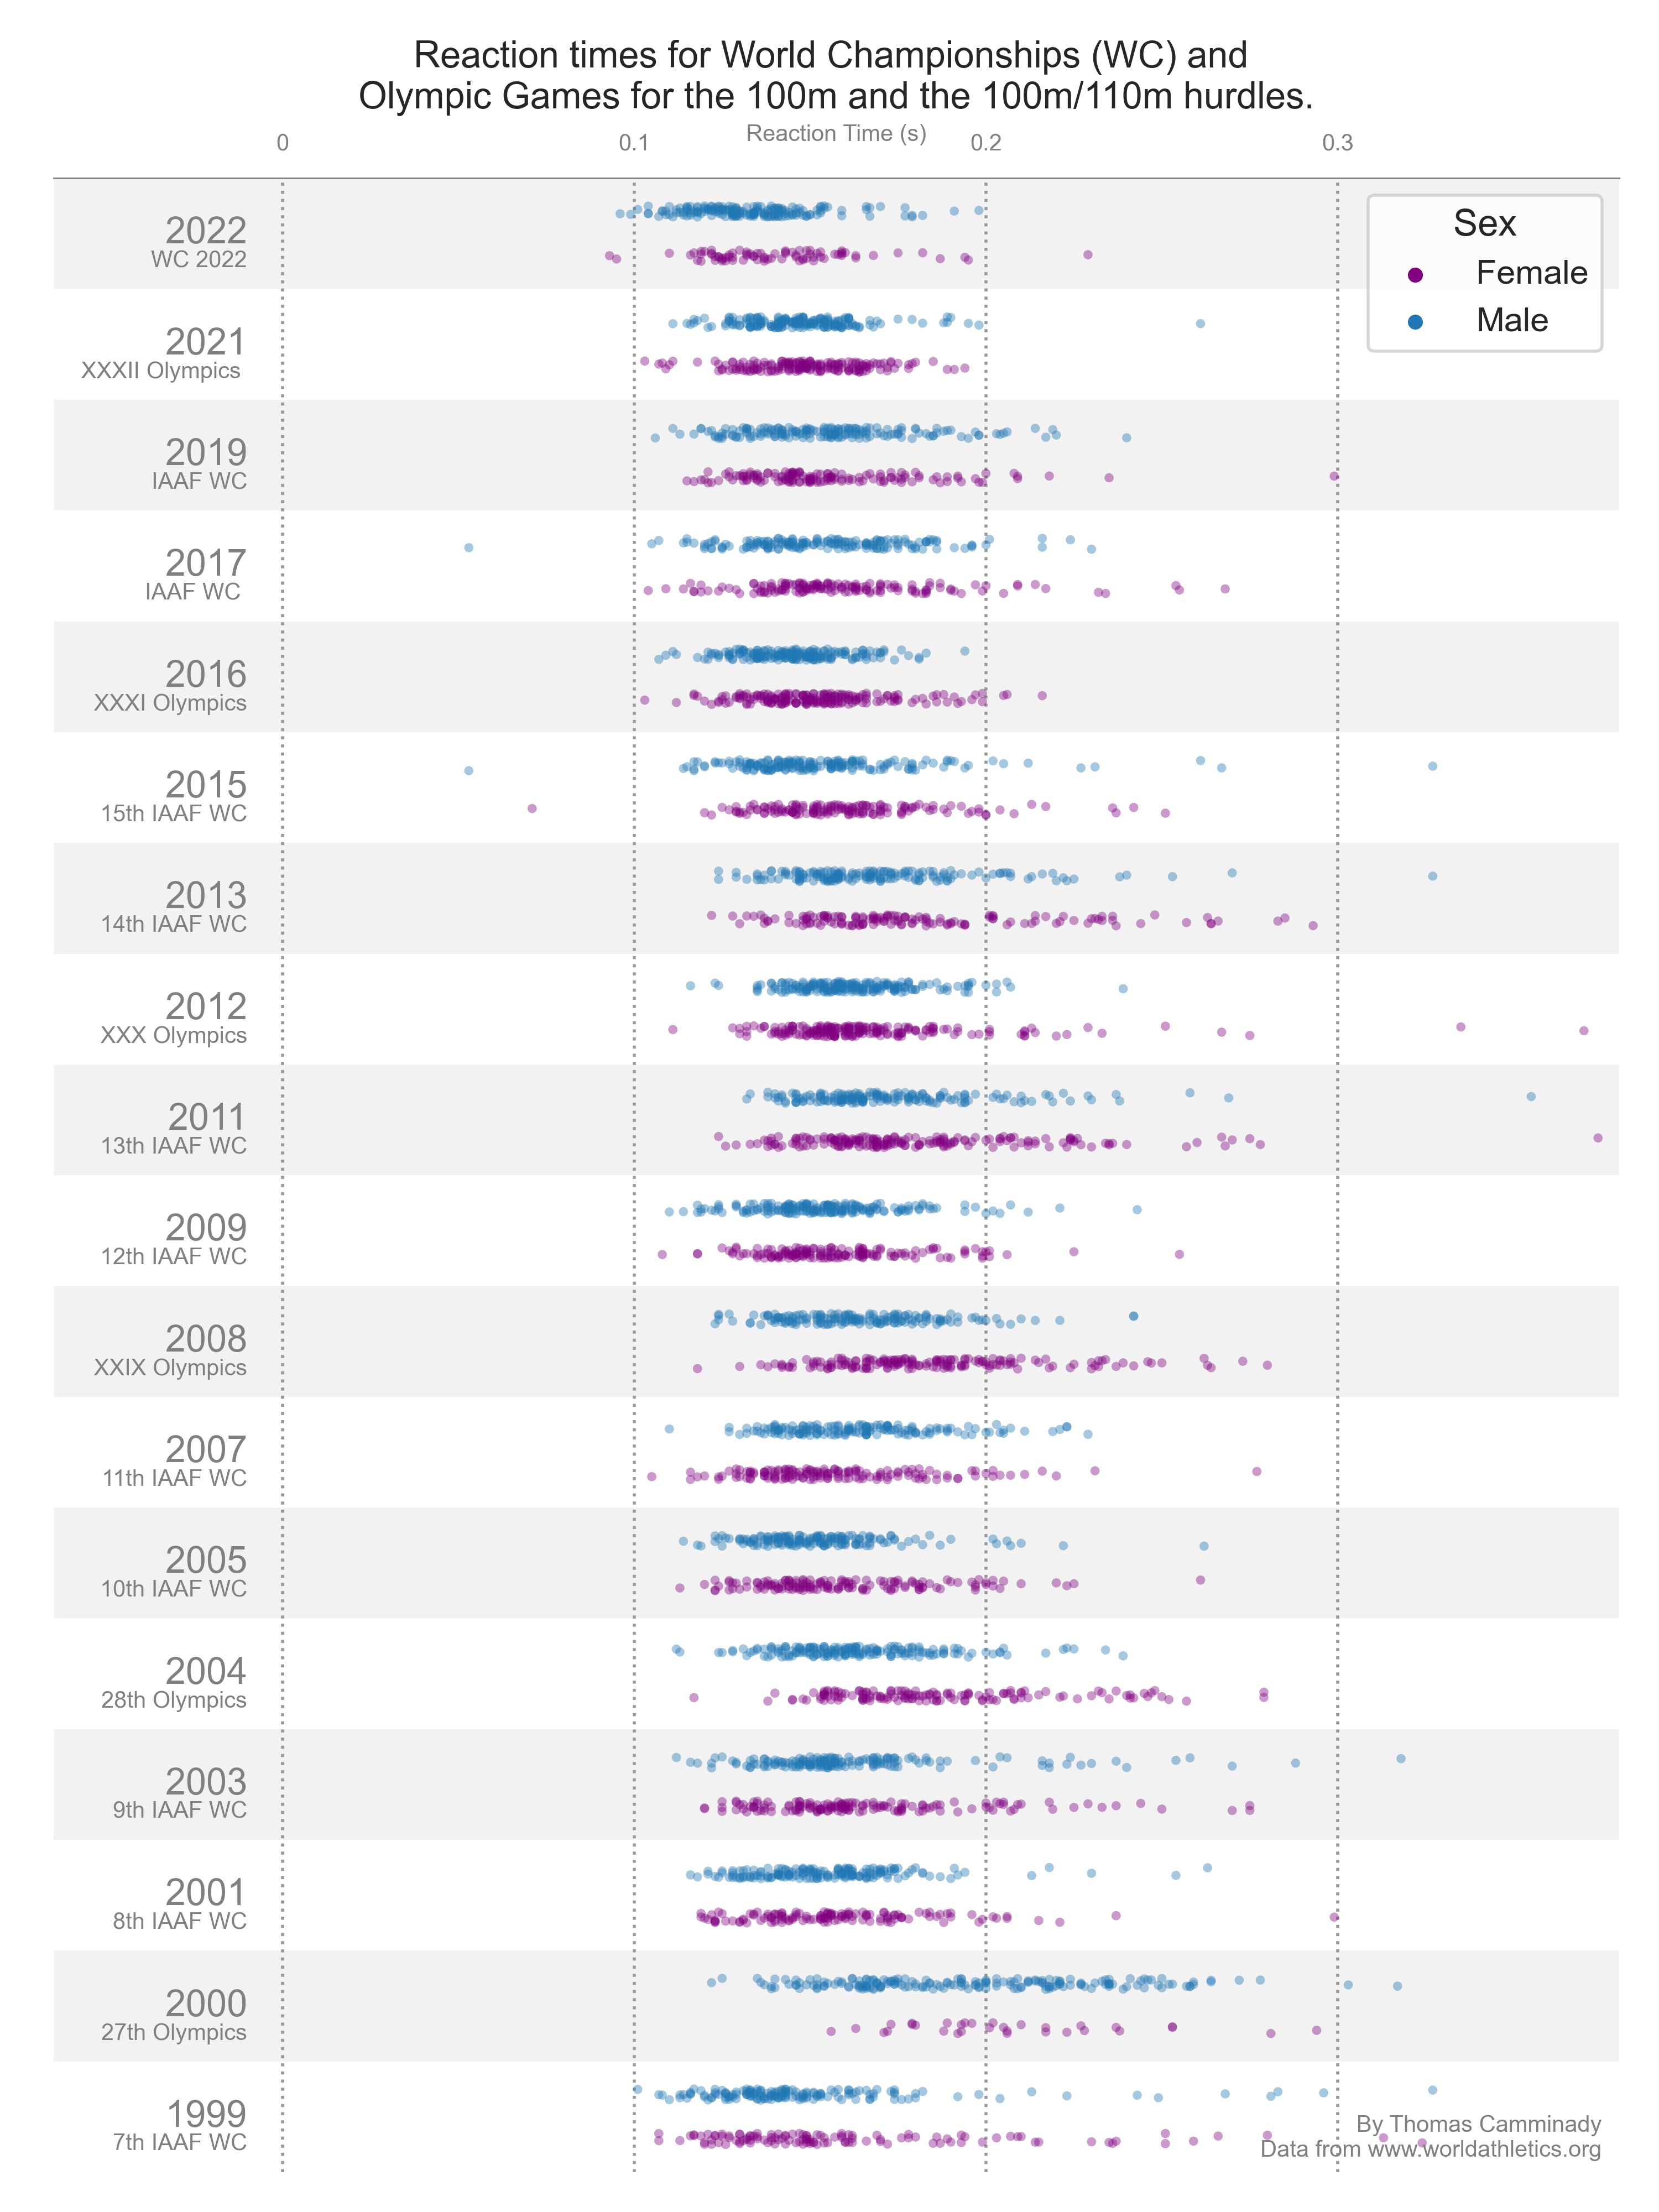 Reaction times for World Championships (WC) and
Olympic Games for the 100m and the 100m/110m hurdles.
Reaction Time (s)
0 0.1 0.2 0.3
Sex
Female
Male
2022
WC 2022
2021
XXXII Olympics
2019
IAAF WC
2017
IAAF WC
2016
XXXI Olympics
2015
15th IAAF WC
2013
14th IAAF WC
2012
XXX Olympics
2011
13th IAAF WC
2009
12th IAAF WC
2008
XXIX Olympics
2007
11th IAAF WC
2005
10th IAAF WC
2004
28th Olympics
2003
9th IAAF WC
2001
8th IAAF WC
2000
27th Olympics
1999
7th IAAF WC
By Thomas Camminady
Data from www.worldathletics.org